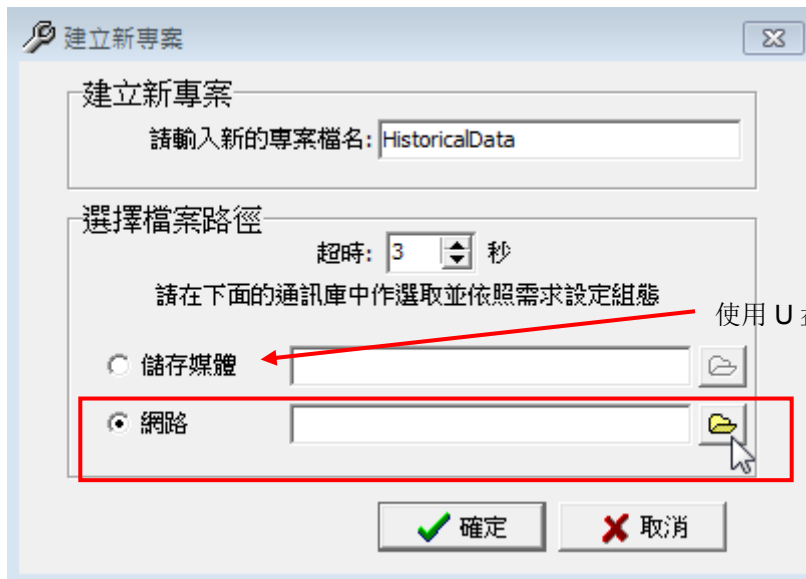 建立新專案
建立新專案
請輸入新的專案檔名: HistoricalData
選擇檔案路徑
超時: 3 秒
請在下面的通訊庫中作選取並依照需求設定組態
使用 U
儲存媒體
網路
確定 取消